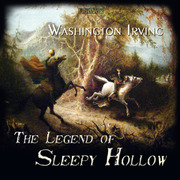 Washington Irving
The Legend of
Sleepy Hollow